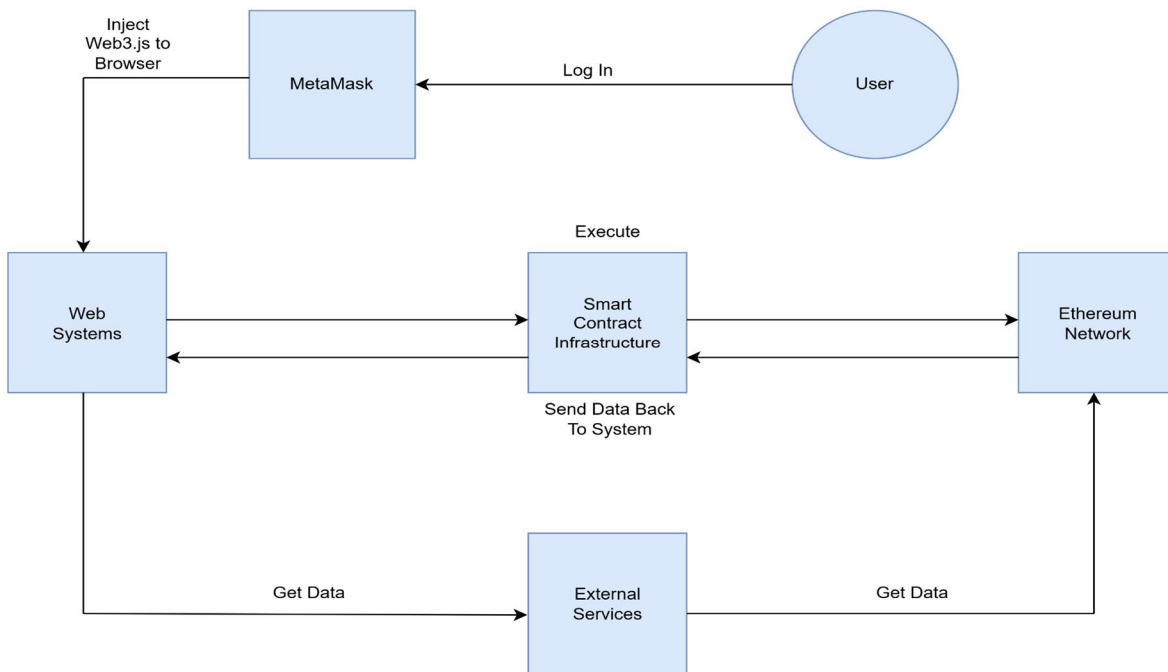 Inject
Web3.js to
Browser
MetaMask
Log In
User
Execute
Web
Systems
Smart
Contract
Infrastructure
Ethereum
Network
Send Data Back
To System
Get Data
External
Services
Get Data